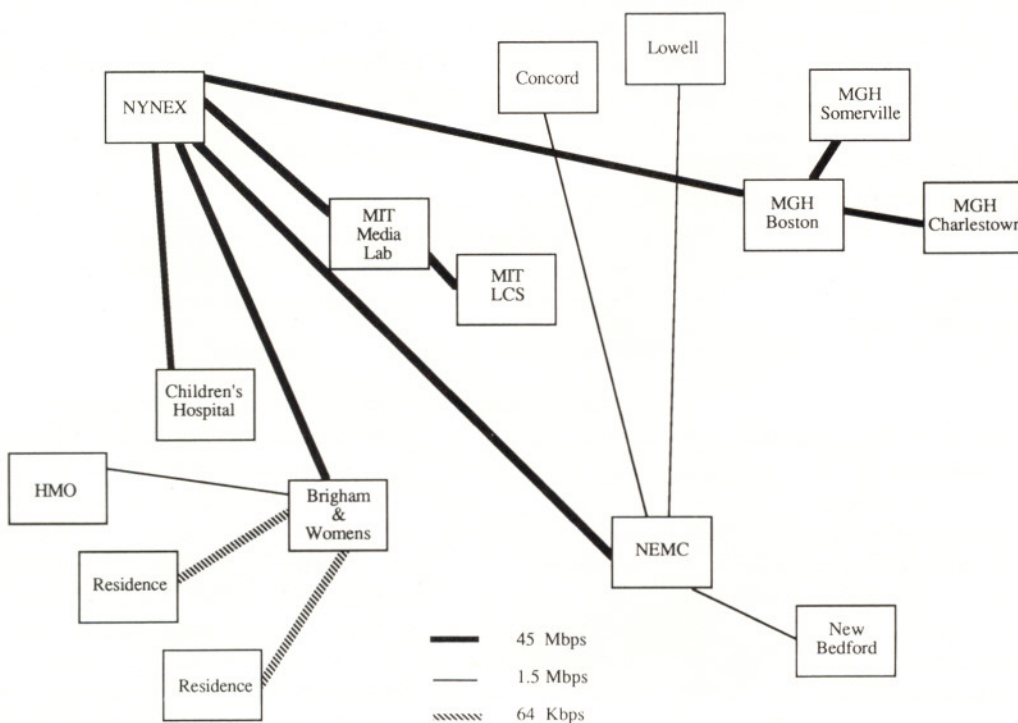 Lowell
Concord
NYNEX
MGH
Somerville
MIT
Media
Lab
MGH
Boston
MGH
Charlestown
MIT
LCS
Children's
Hospital
HMO
Brigham
&
Womens
NEMC
Residence
New
Bedford
Residence
45 Mbps
1.5 Mbps
64 Kbps